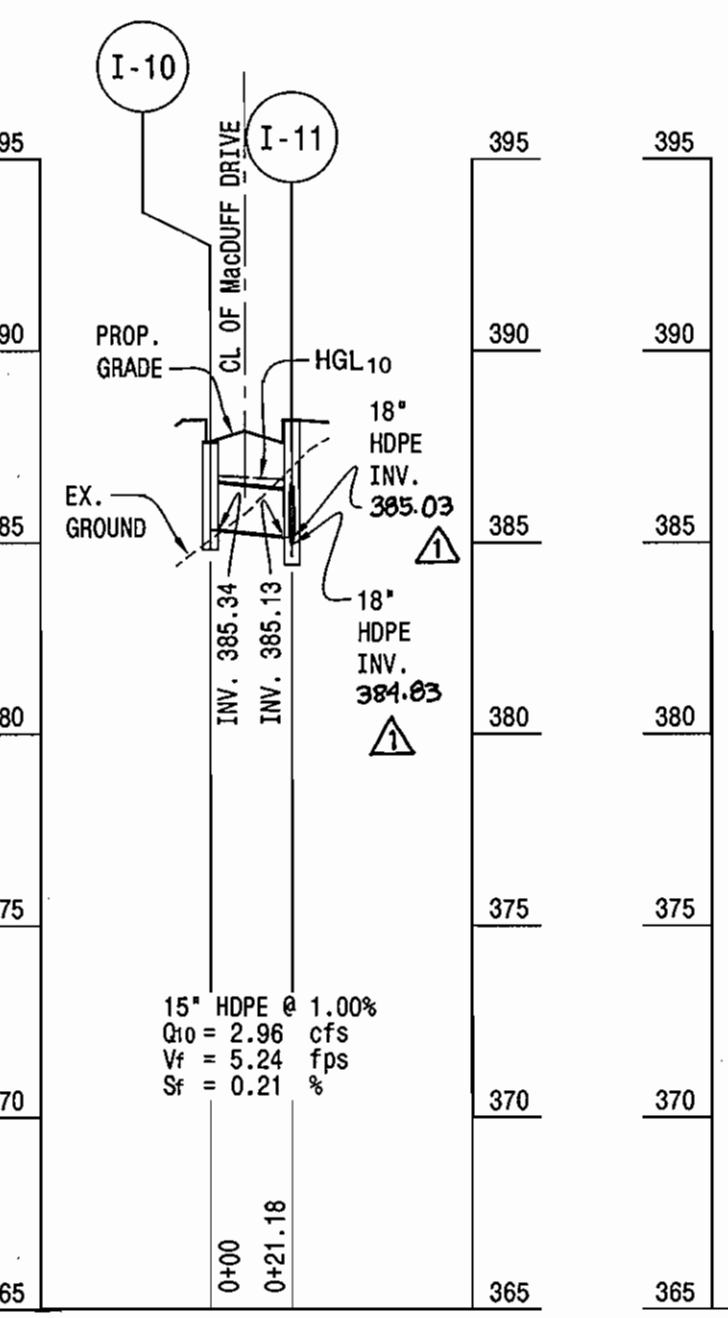 I-10
I-11
CL OF MacDUFF DRIVE
95
395
395
90
390
390
PROP.
GRADE
HGL10
18"
HDPE
INV.
385.03
1
EX.
GROUND
85
385
385
INV. 385.34
INV. 385.13
18"
HDPE
INV.
384.83
1
80
380
380
75
375
375
15" HDPE @ 1.00%
Q10 = 2.96 cfs
Vf = 5.24 fps
Sf = 0.21 %
70
370
370
0+00
0+21.18
65
365
365